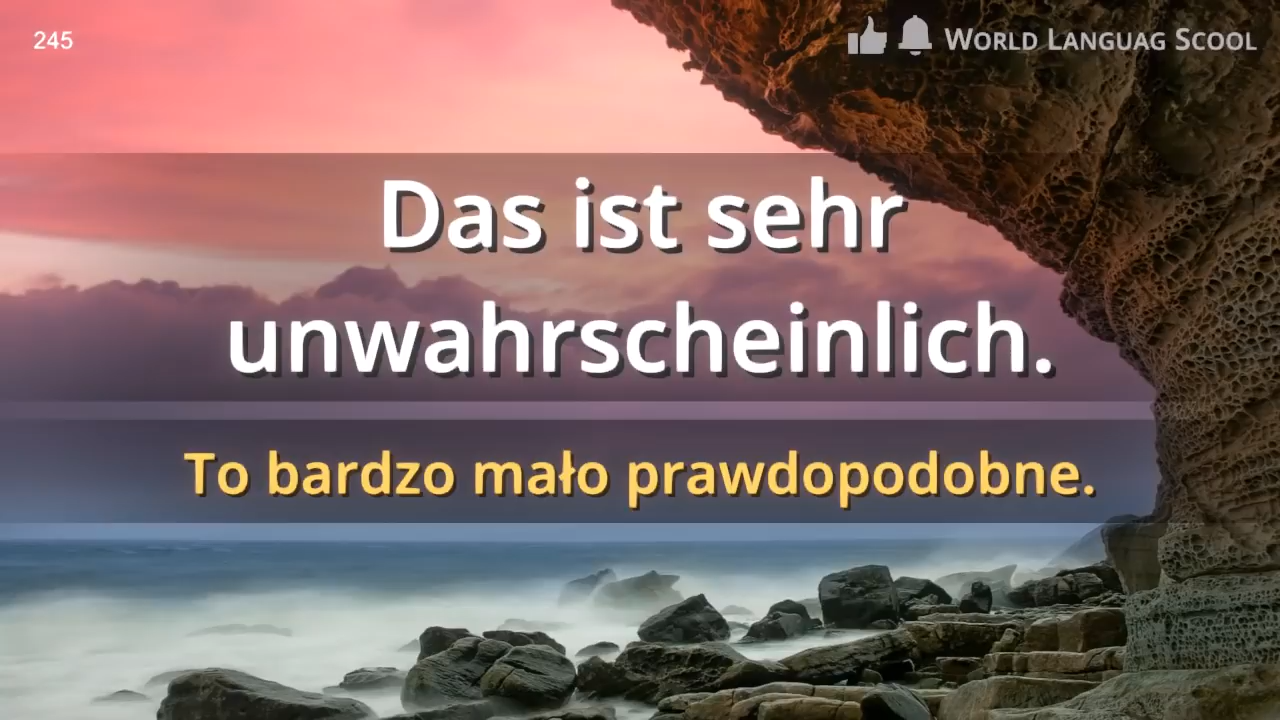 245
World Languag Scool
Das ist sehr
unwahrscheinlich.
To bardzo mało prawdopodobne.